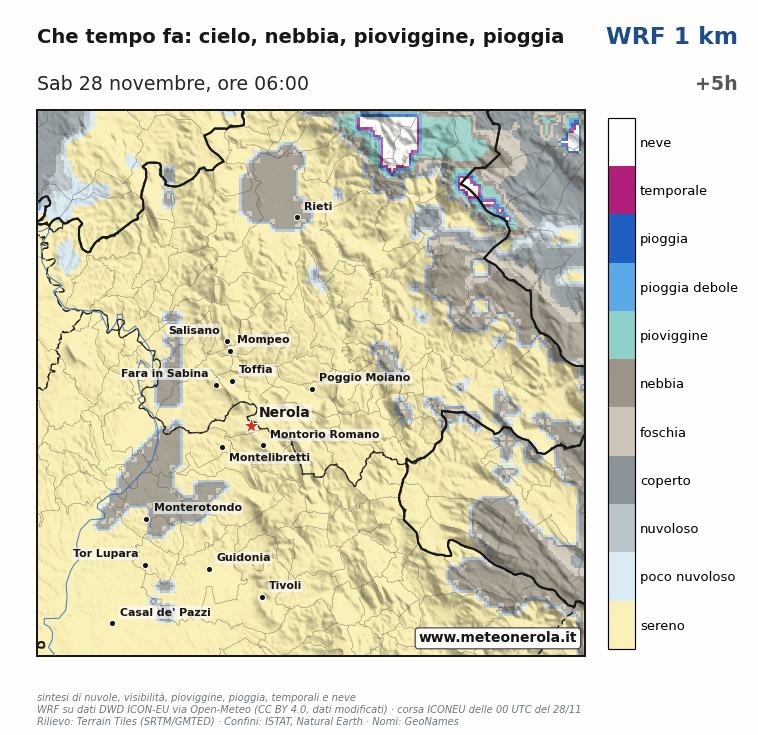 Che tempo fa: cielo, nebbia, pioviggine, pioggia
WRF 1 km
Sab 28 novembre, ore 06:00
+5h
neve
temporale
pioggia
pioggia debole
pioviggine
nebbia
foschia
coperto
nuvoloso
poco nuvoloso
sereno
Rieti
Salisano
Mompeo
Fara in Sabina
Toffia
Poggio Moiano
Nerola
Montorio Romano
Montelibretti
Monterotondo
Tor Lupara
Guidonia
Tivoli
Casal de' Pazzi
www.meteonerola.it
sintesi di nuvole, visibilità, pioviggine, pioggia, temporali e neve
WRF su dati DWD ICON-EU via Open-Meteo (CC BY 4.0, dati modificati) · corsa ICONEU delle 00 UTC del 28/11
Rilievo: Terrain Tiles (SRTM/GMTED) · Confini: ISTAT, Natural Earth · Nomi: GeoNames